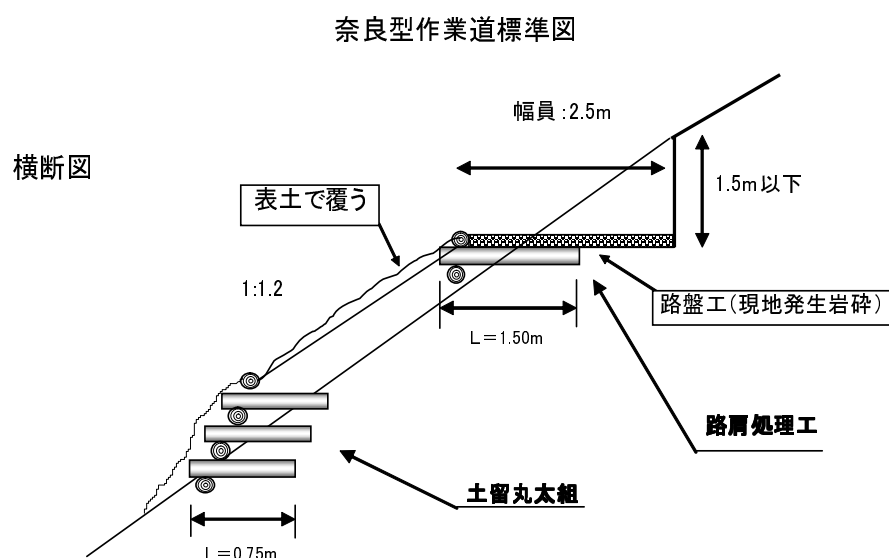 奈良型作業道標準図
幅員:2.5m
横断図
1.5m以下
表土で覆う
1:1.2
路盤工(現地発生岩砕)
L=1.50m
路肩処理工
土留丸太組
L=0.75m